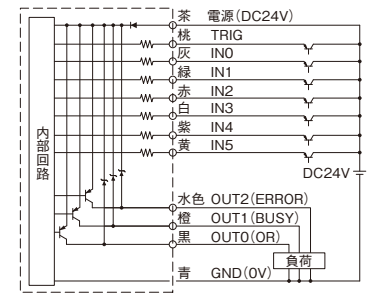 茶 電源(DC24V)
桃 TRIG
灰 IN0
緑 IN1
赤 IN2
白 IN3
紫 IN4
黄 IN5
内部回路
DC24V
水色 OUT2(ERROR)
橙 OUT1(BUSY)
黒 OUT0(OR)
負荷
青 GND(0V)